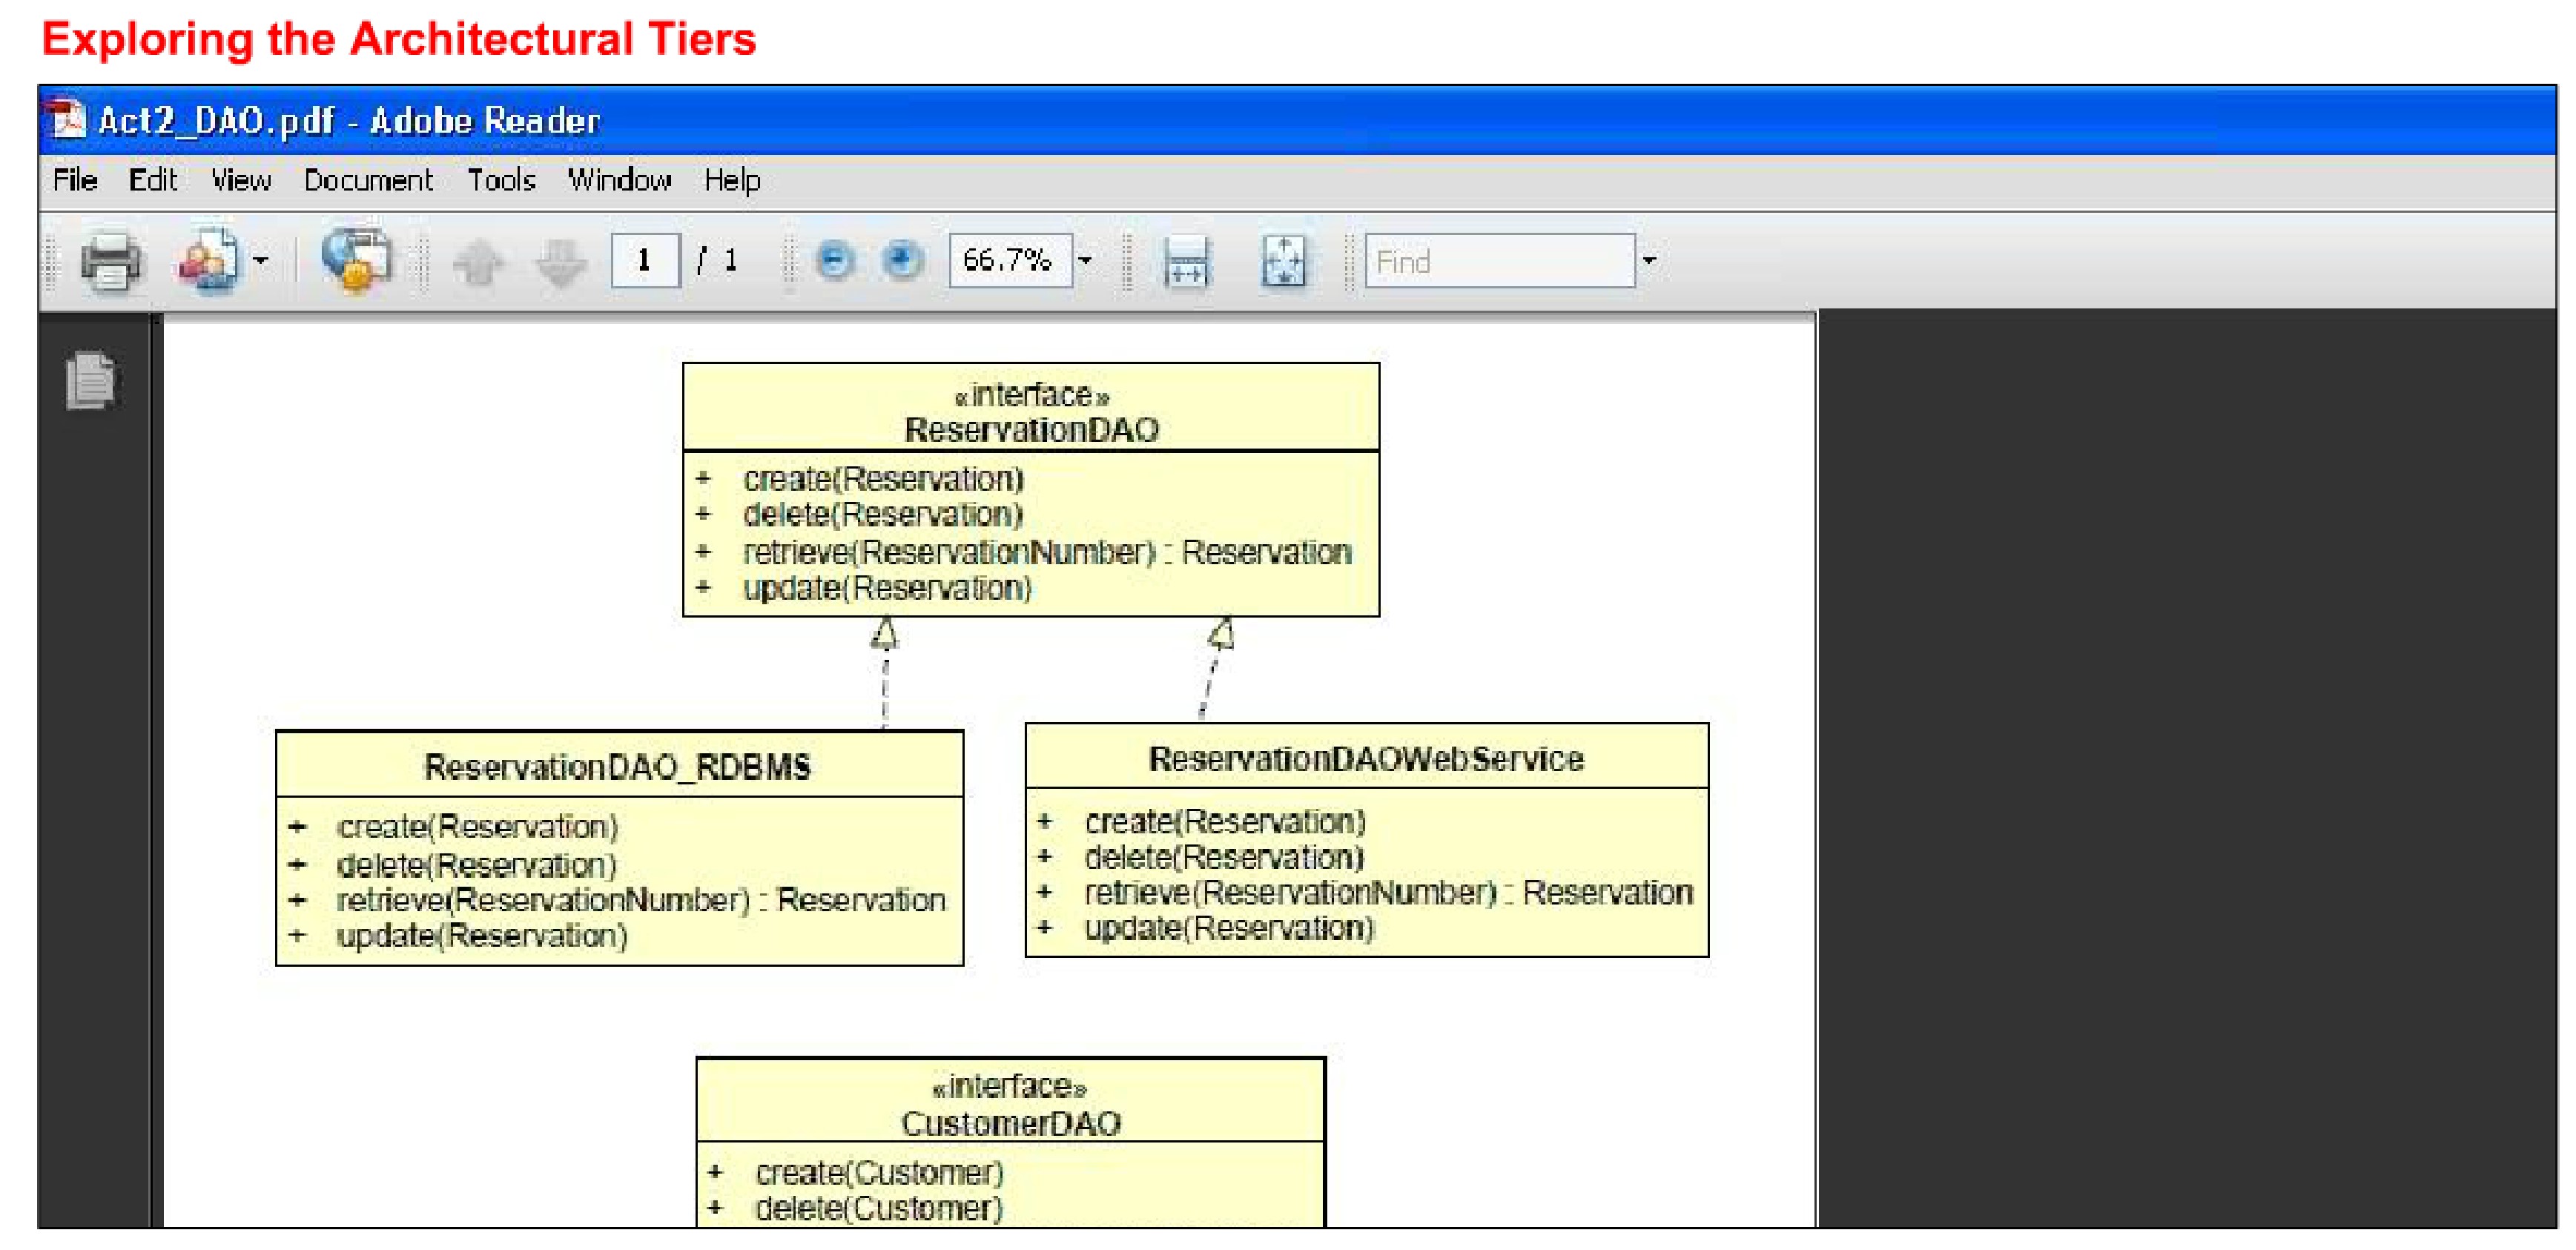 Exploring the Architectural Tiers
Act2_DAO.pdf - Adobe Reader
File Edit View Document Tools Window Help
1 / 1 66.7% Find
«interface»
ReservationDAO
+ create(Reservation)
+ delete(Reservation)
+ retrieve(ReservationNumber) : Reservation
+ update(Reservation)
ReservationDAO_RDBMS
+ create(Reservation)
+ delete(Reservation)
+ retrieve(ReservationNumber) : Reservation
+ update(Reservation)
ReservationDAOWebService
+ create(Reservation)
+ delete(Reservation)
+ retrieve(ReservationNumber) : Reservation
+ update(Reservation)
«interface»
CustomerDAO
+ create(Customer)
+ delete(Customer)